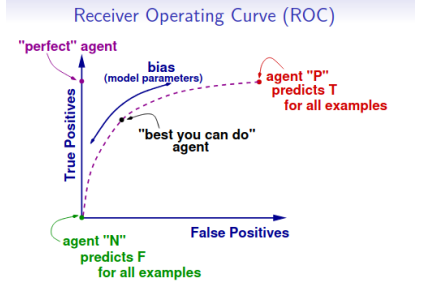 Receiver Operating Curve (ROC)
"perfect" agent
bias
(model parameters)
agent "P"
predicts T
for all examples
"best you can do"
agent
True Positives
False Positives
agent "N"
predicts F
for all examples